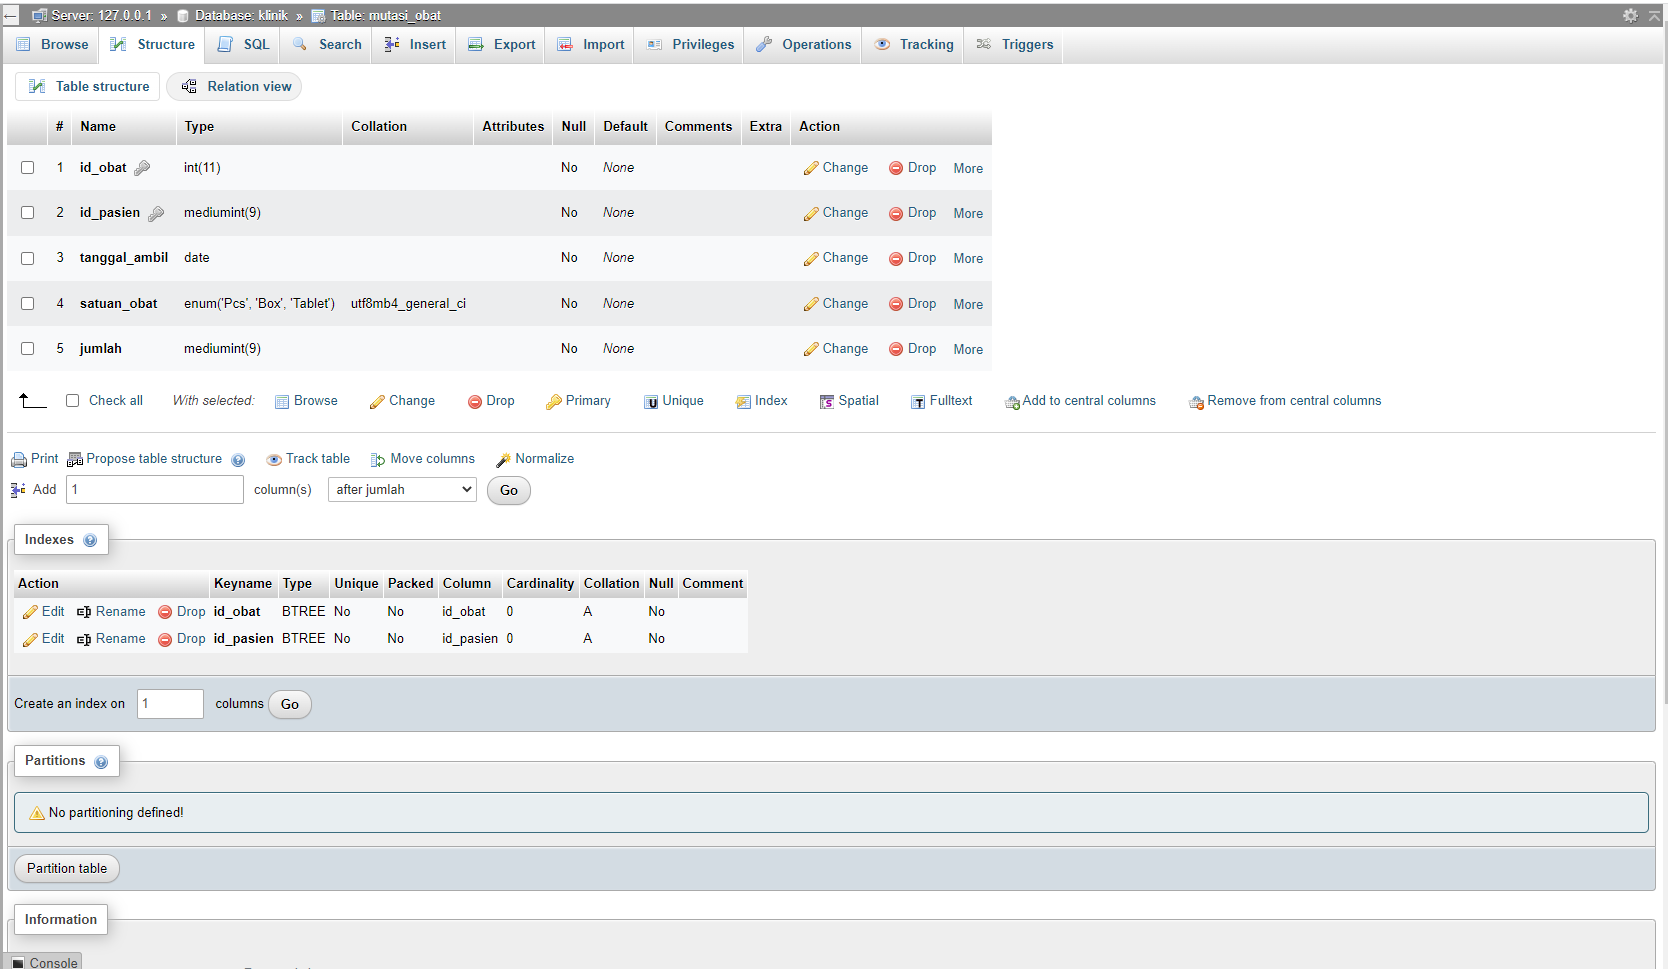 Server: 127.0.0.1 » Database: klinik » Table: mutasi_obat
Browse Structure SQL Search Insert Export Import Privileges Operations Tracking Triggers
Table structure Relation view
# Name Type Collation Attributes Null Default Comments Extra Action
1 id_obat int(11) No None Change Drop More
2 id_pasien mediumint(9) No None Change Drop More
3 tanggal_ambil date No None Change Drop More
4 satuan_obat enum('Pcs', 'Box', 'Tablet') utf8mb4_general_ci No None Change Drop More
5 jumlah mediumint(9) No None Change Drop More
Check all With selected: Browse Change Drop Primary Unique Index Spatial Fulltext Add to central columns Remove from central columns
Print Propose table structure Track table Move columns Normalize
Add 1 column(s) after jumlah Go
Indexes
Action Keyname Type Unique Packed Column Cardinality Collation Null Comment
Edit Rename Drop id_obat BTREE No No id_obat 0 A No
Edit Rename Drop id_pasien BTREE No No id_pasien 0 A No
Create an index on 1 columns Go
Partitions
No partitioning defined!
Partition table
Information
Console